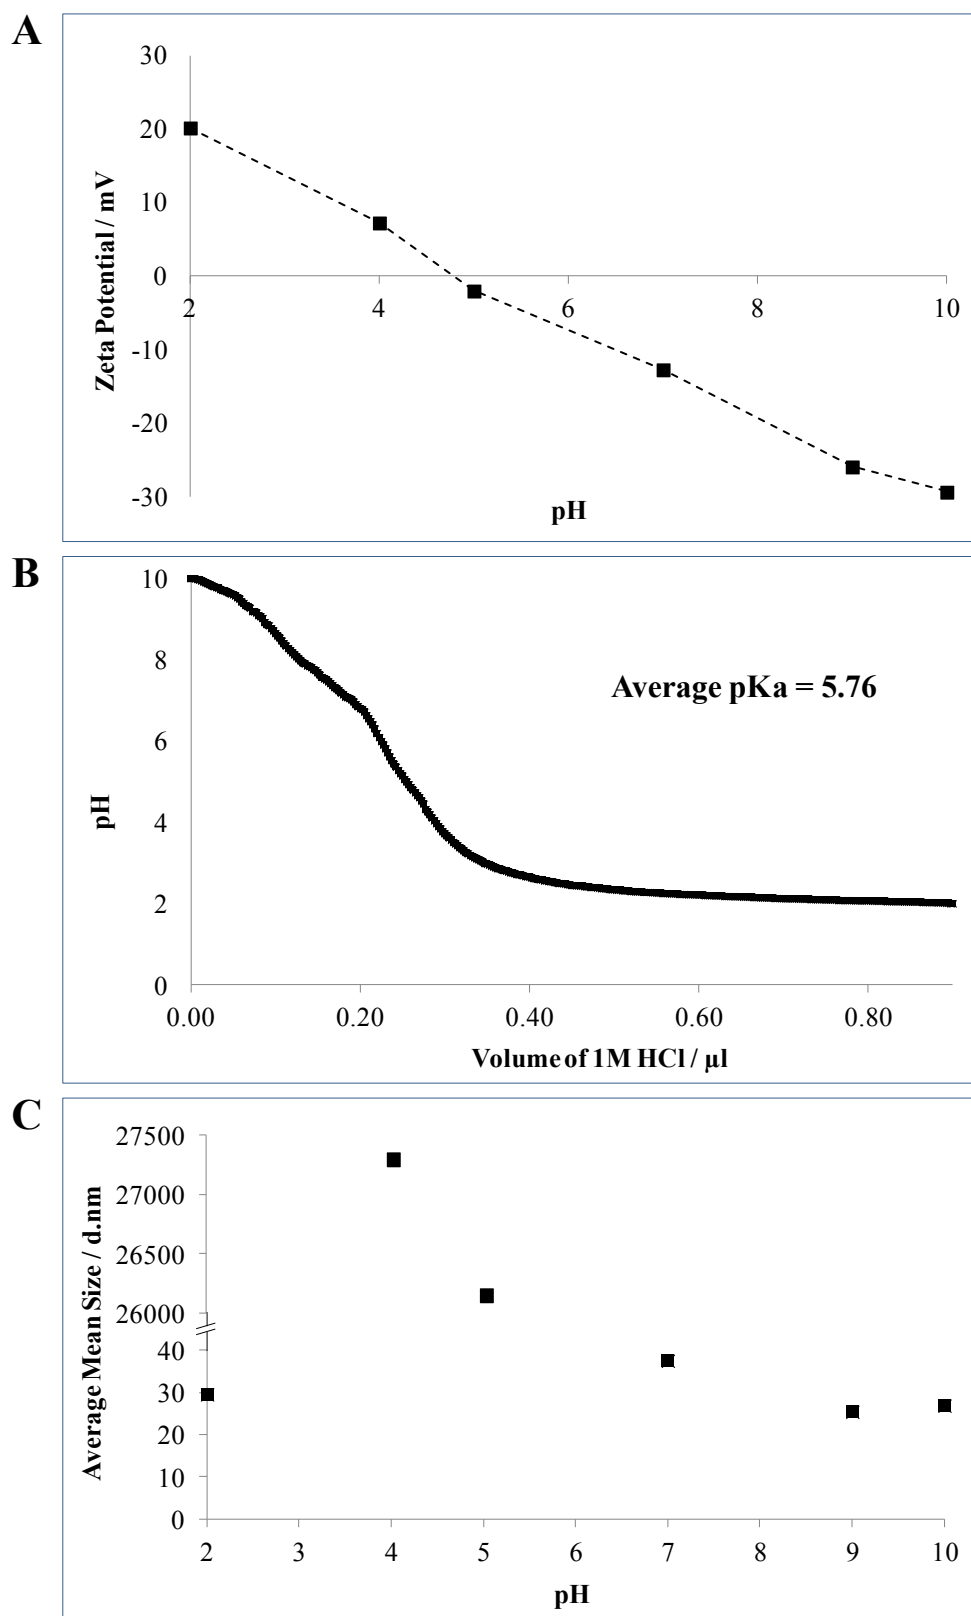 A
30
20
10
0
-10
-20
-30
Zeta Potential / mV
2 4 6 8 10
pH
B
10
8
6
4
2
0
pH
Average pKa = 5.76
0.00 0.20 0.40 0.60 0.80
Volume of 1M HCl / µl
C
27500
27000
26500
26000
40
30
20
10
0
Average Mean Size / d.nm
2 3 4 5 6 7 8 9 10
pH